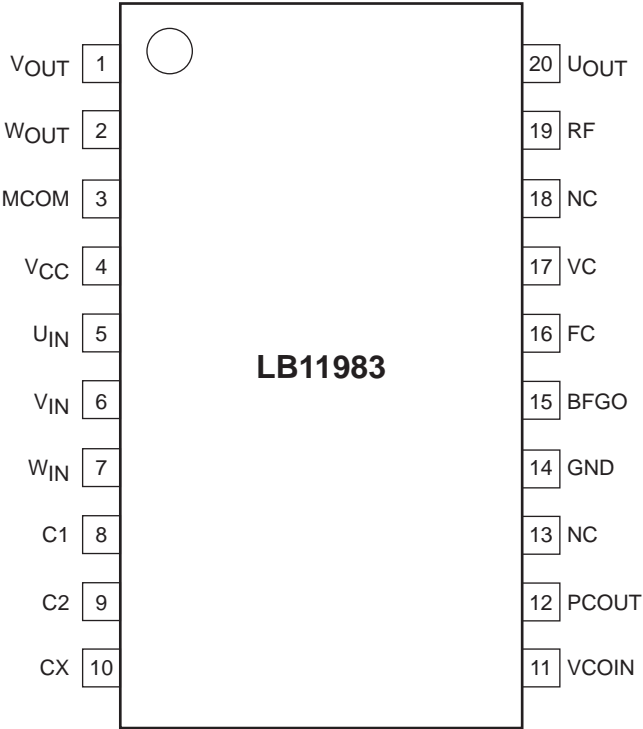 VOUT 1 20 UOUT
WOUT 2 19 RF
MCOM 3 18 NC
VCC 4 17 VC
UIN 5 16 FC
LB11983
VIN 6 15 BFGO
WIN 7 14 GND
C1 8 13 NC
C2 9 12 PCOUT
CX 10 11 VCOIN